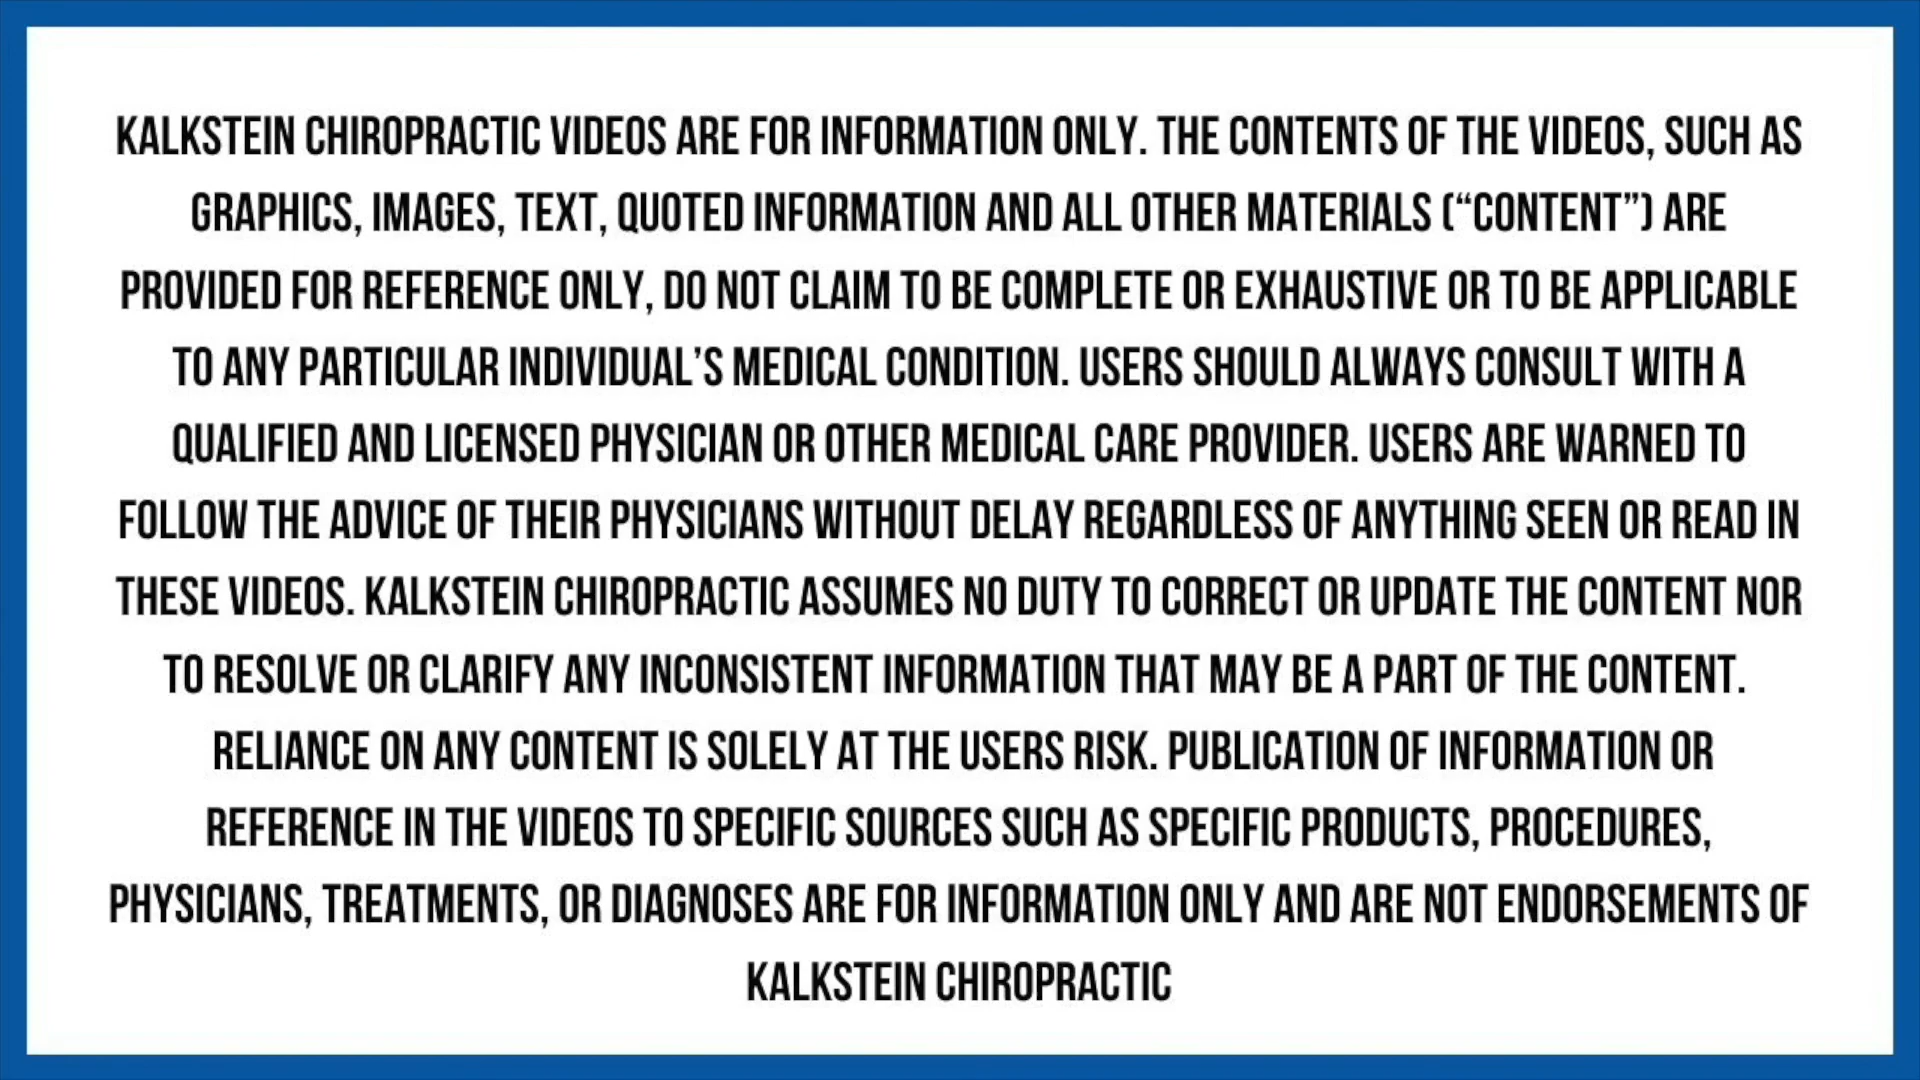 KALKSTEIN CHIROPRACTIC VIDEOS ARE FOR INFORMATION ONLY. THE CONTENTS OF THE VIDEOS, SUCH AS
GRAPHICS, IMAGES, TEXT, QUOTED INFORMATION AND ALL OTHER MATERIALS (“CONTENT”) ARE
PROVIDED FOR REFERENCE ONLY, DO NOT CLAIM TO BE COMPLETE OR EXHAUSTIVE OR TO BE APPLICABLE
TO ANY PARTICULAR INDIVIDUAL’S MEDICAL CONDITION. USERS SHOULD ALWAYS CONSULT WITH A
QUALIFIED AND LICENSED PHYSICIAN OR OTHER MEDICAL CARE PROVIDER. USERS ARE WARNED TO
FOLLOW THE ADVICE OF THEIR PHYSICIANS WITHOUT DELAY REGARDLESS OF ANYTHING SEEN OR READ IN
THESE VIDEOS. KALKSTEIN CHIROPRACTIC ASSUMES NO DUTY TO CORRECT OR UPDATE THE CONTENT NOR
TO RESOLVE OR CLARIFY ANY INCONSISTENT INFORMATION THAT MAY BE A PART OF THE CONTENT.
RELIANCE ON ANY CONTENT IS SOLELY AT THE USERS RISK. PUBLICATION OF INFORMATION OR
REFERENCE IN THE VIDEOS TO SPECIFIC SOURCES SUCH AS SPECIFIC PRODUCTS, PROCEDURES,
PHYSICIANS, TREATMENTS, OR DIAGNOSES ARE FOR INFORMATION ONLY AND ARE NOT ENDORSEMENTS OF
KALKSTEIN CHIROPRACTIC